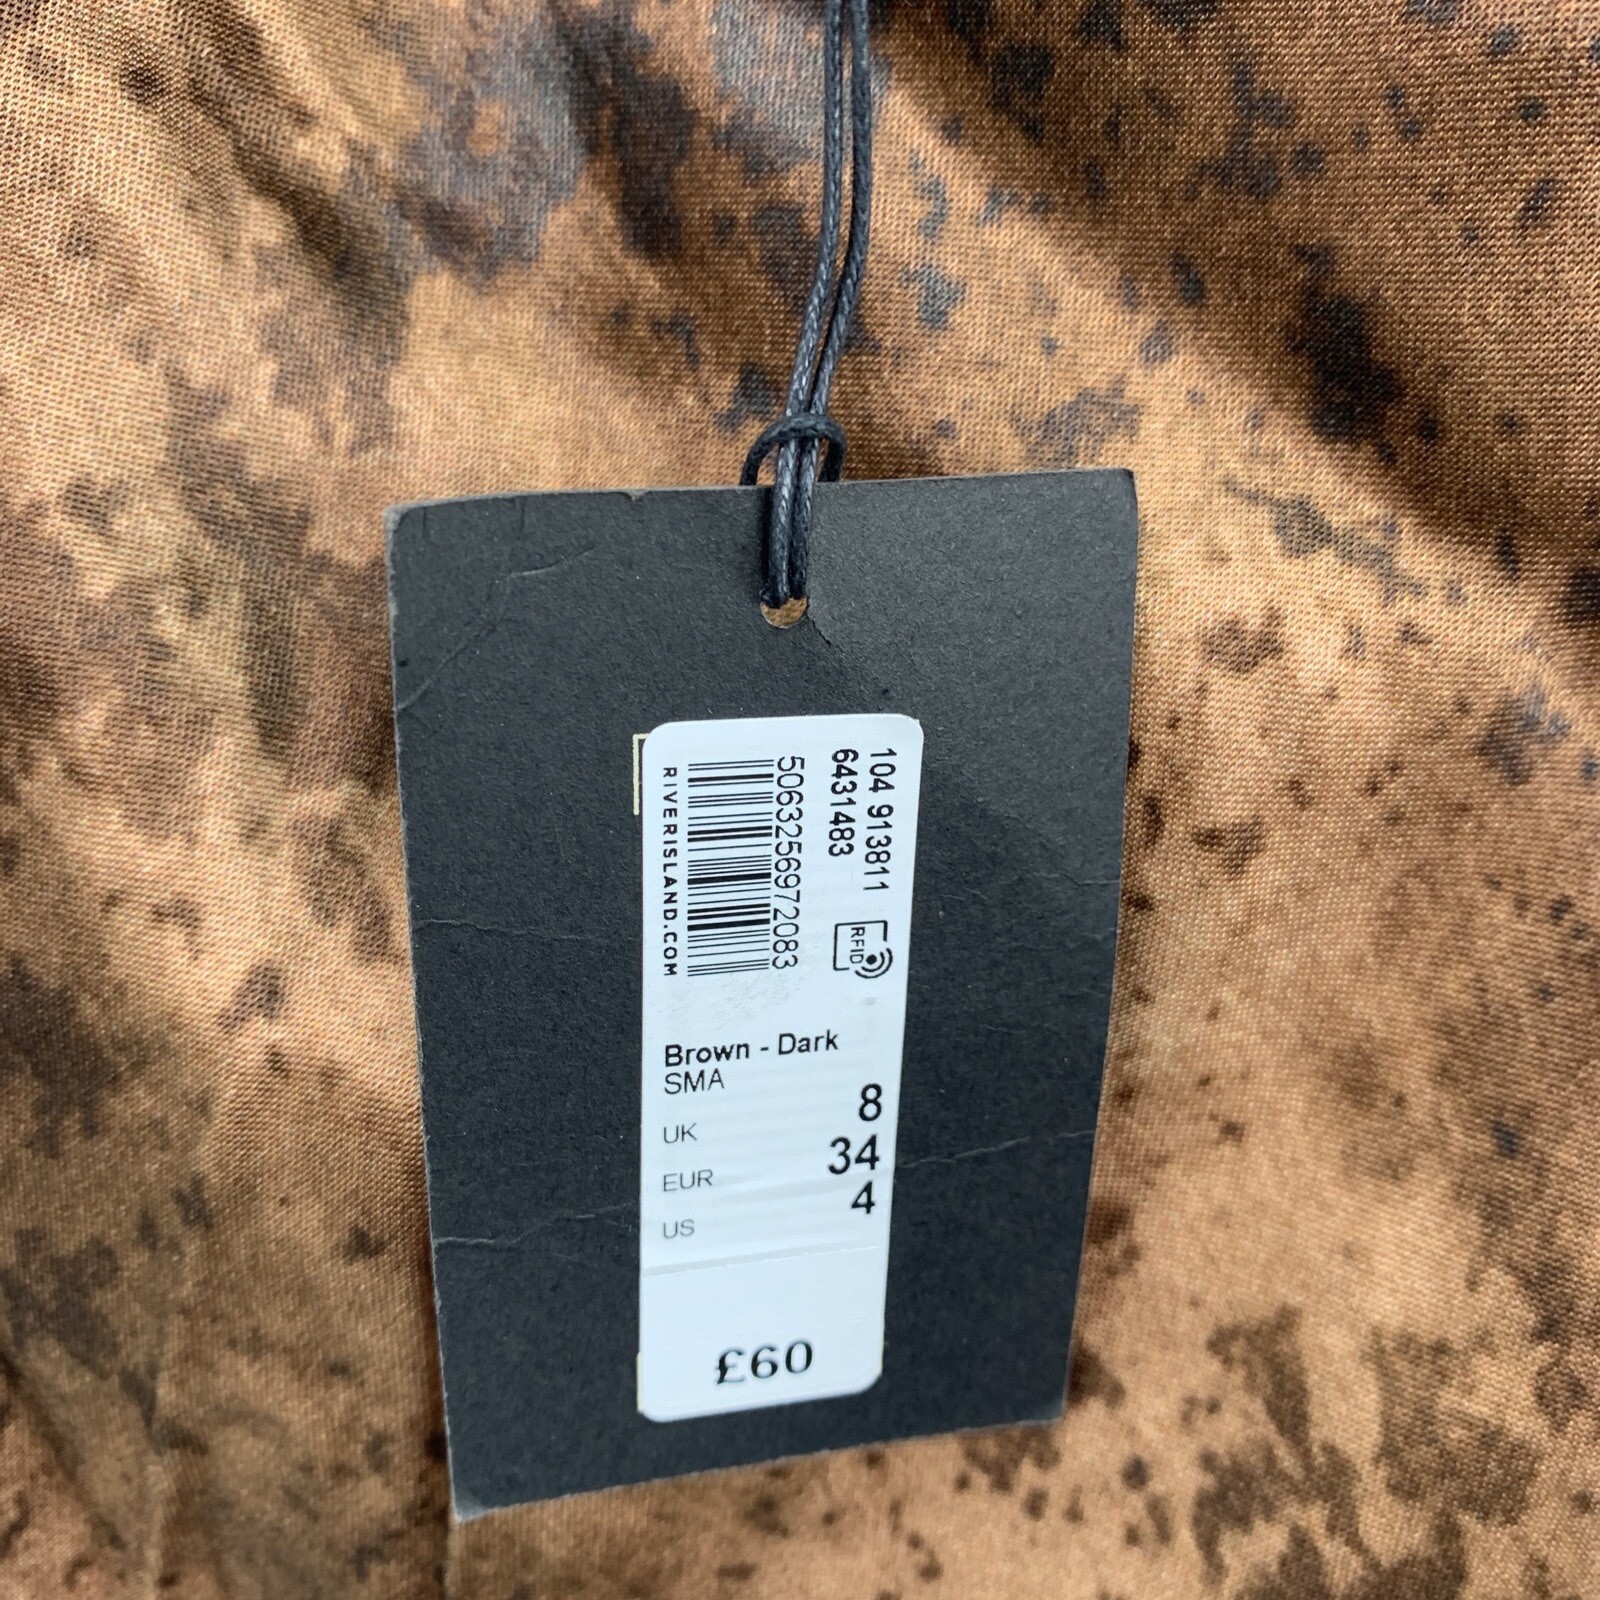 104 913811
6431483
RFID
5063256972083
RIVERISLAND.COM
Brown - Dark
SMA
UK 8
EUR 34
US 4
£60